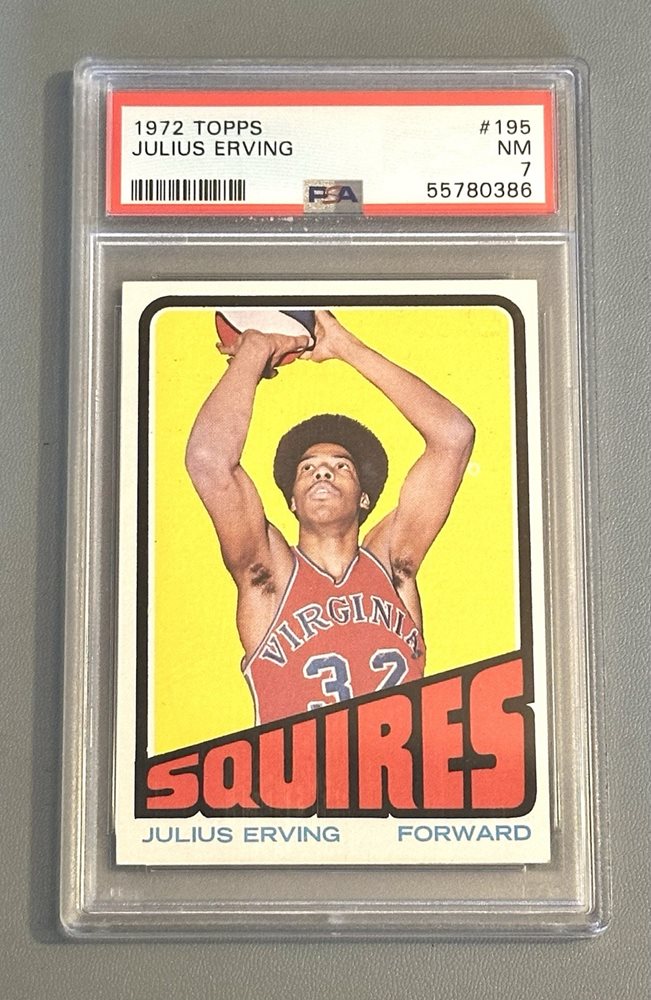 1972 TOPPS #195
JULIUS ERVING NM
7
PSA 55780386
VIRGINIA
32
SQUIRES
JULIUS ERVING FORWARD